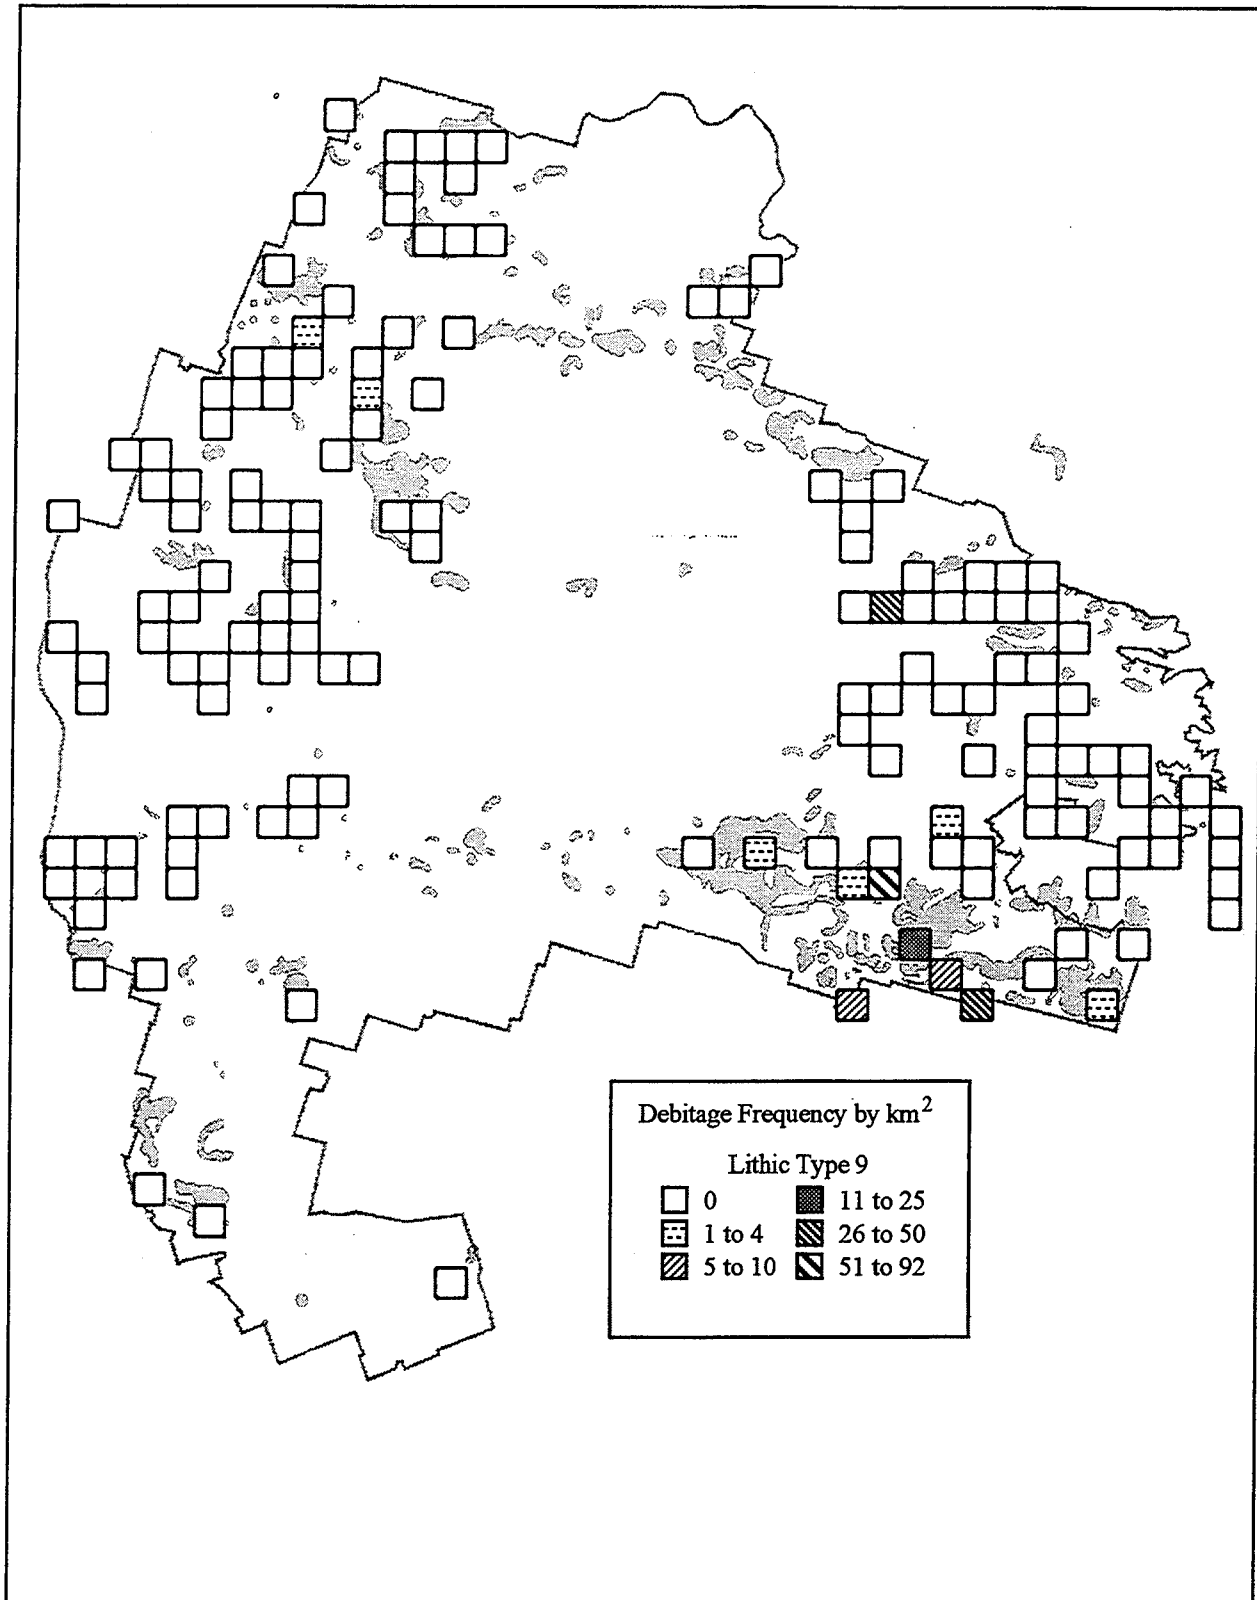 Debitage Frequency by km²
Lithic Type 9
0
11 to 25
1 to 4
26 to 50
5 to 10
51 to 92